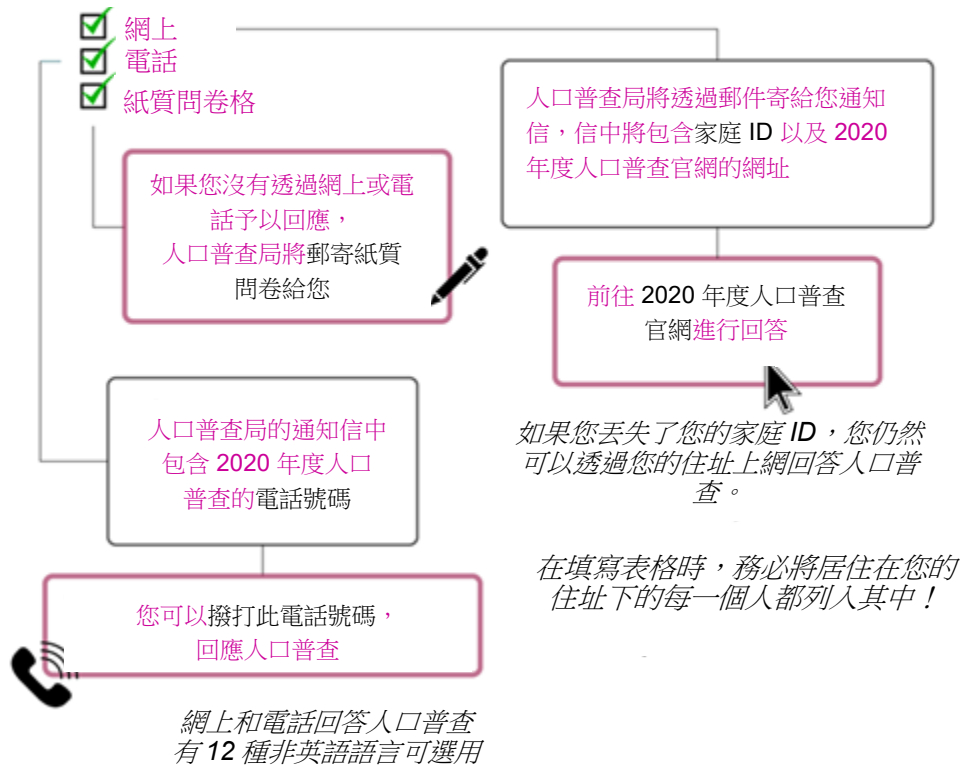 網上
電話
紙質問卷格
人口普查局將透過郵件寄給您通知
信，信中將包含家庭 ID 以及 2020
年度人口普查官網的網址
如果您沒有透過網上或電
話予以回應，
人口普查局將郵寄紙質
問卷給您
前往 2020 年度人口普查
官網進行回答
如果您丟失了您的家庭 ID，您仍然
可以透過您的住址上網回答人口普
查。
人口普查局的通知信中
包含 2020 年度人口
普查的電話號碼
在填寫表格時，務必將居住在您的
住址下的每一個人都列入其中！
您可以撥打此電話號碼，
回應人口普查
網上和電話回答人口普查
有 12 種非英語語言可選用